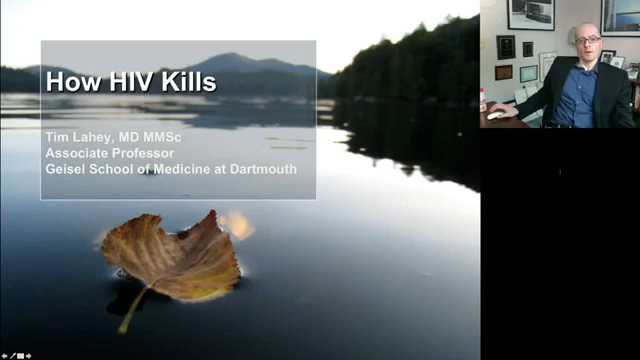 How HIV Kills
Tim Lahey, MD MMSc
Associate Professor
Geisel School of Medicine at Dartmouth